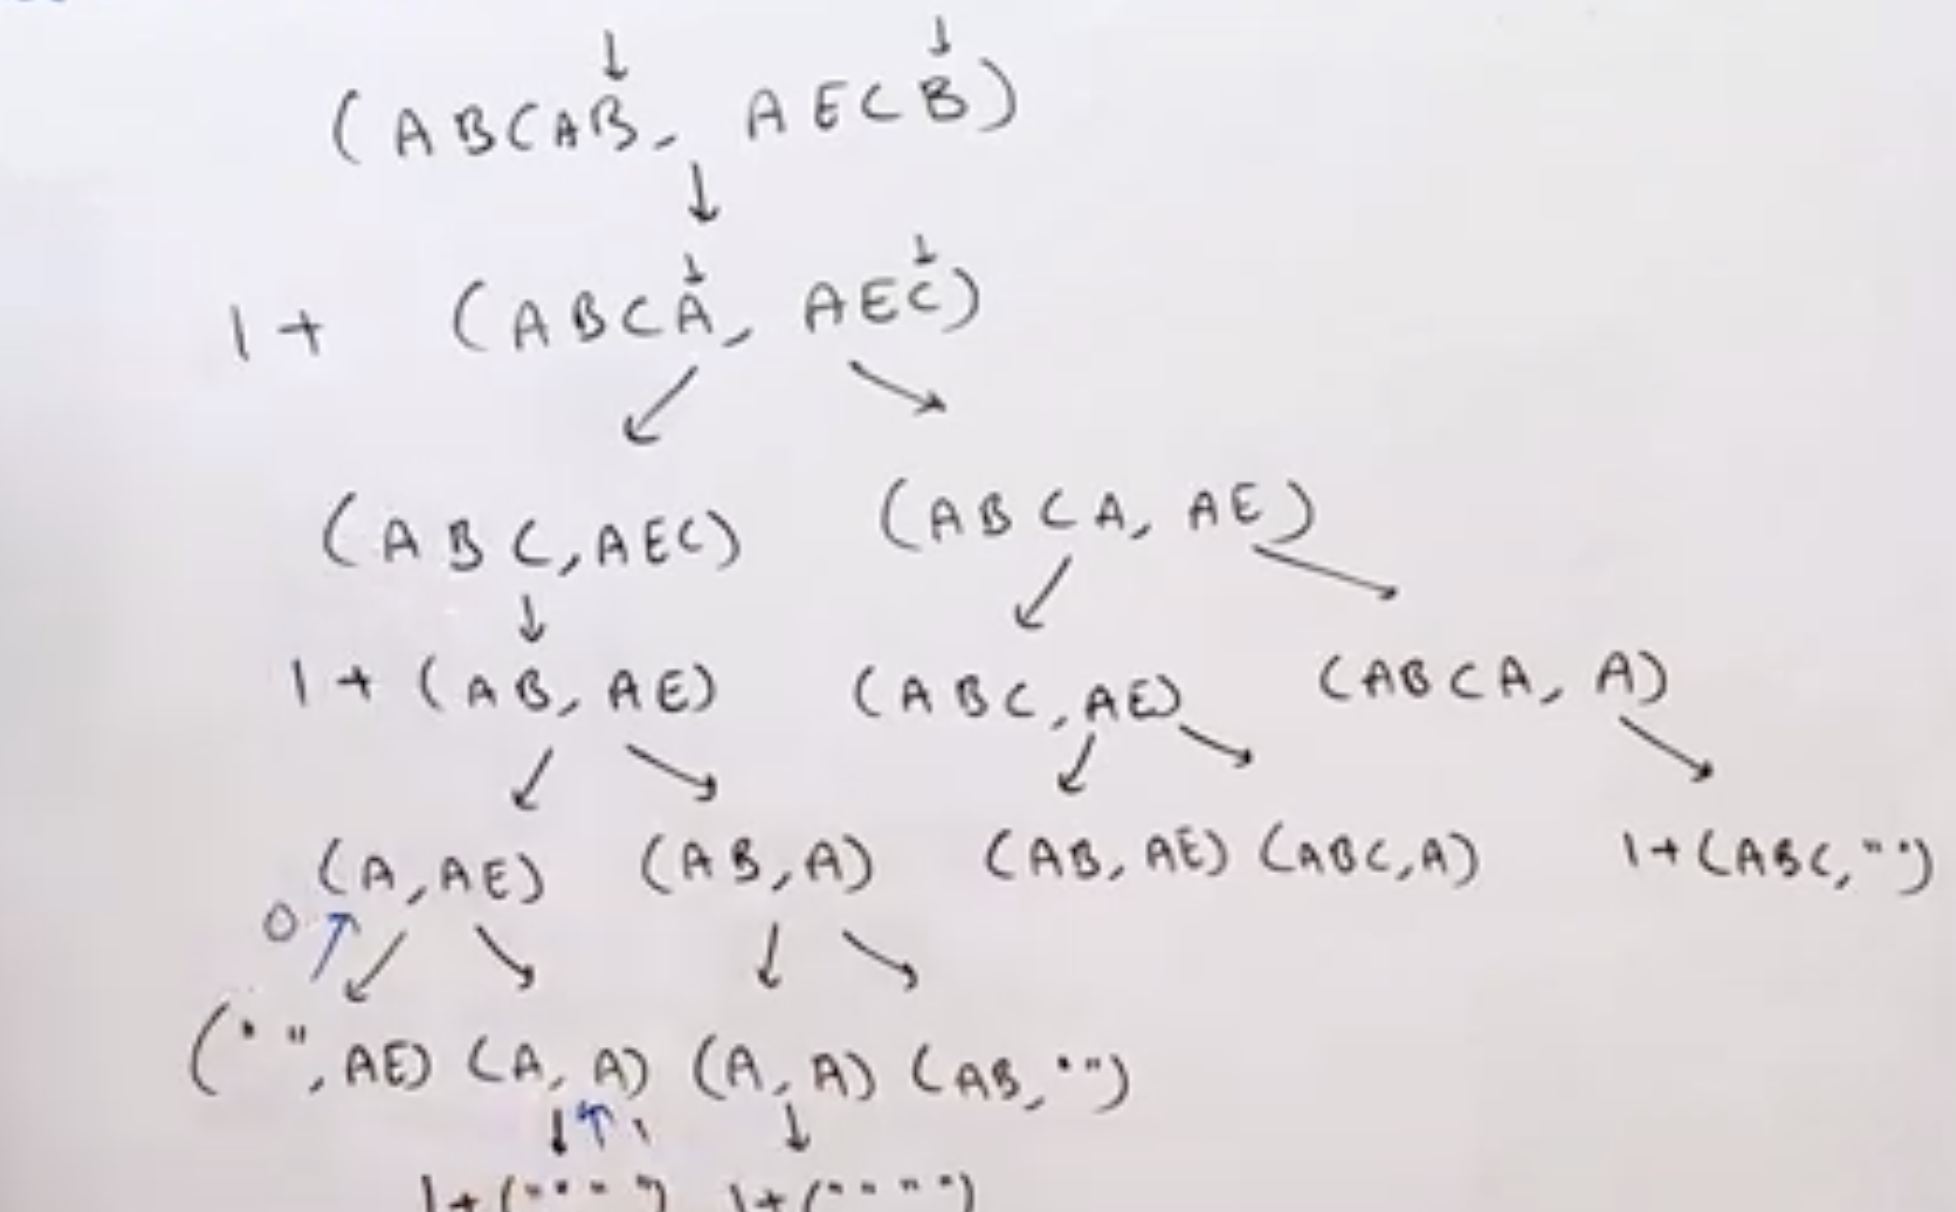 ↓ ↓
(ABCAB, AECB)
↓
↓ ↓
1+ (ABCA, AEC)
↙ ↘
(ABC,AEC) (ABCA, AE)
↓ ↙ ↘
1+(AB, AE) (ABC,AE) (ABCA, A)
↙ ↘ ↙ ↘ ↘
(A,AE) (AB,A) (AB, AE) (ABC,A) 1+(ABC,"")
0 ↑ ↙ ↘ ↓ ↘
("",AE) (A, A) (A, A) (AB,"")
↓ ↑ 1 ↓
1+("" "") 1+("" "")